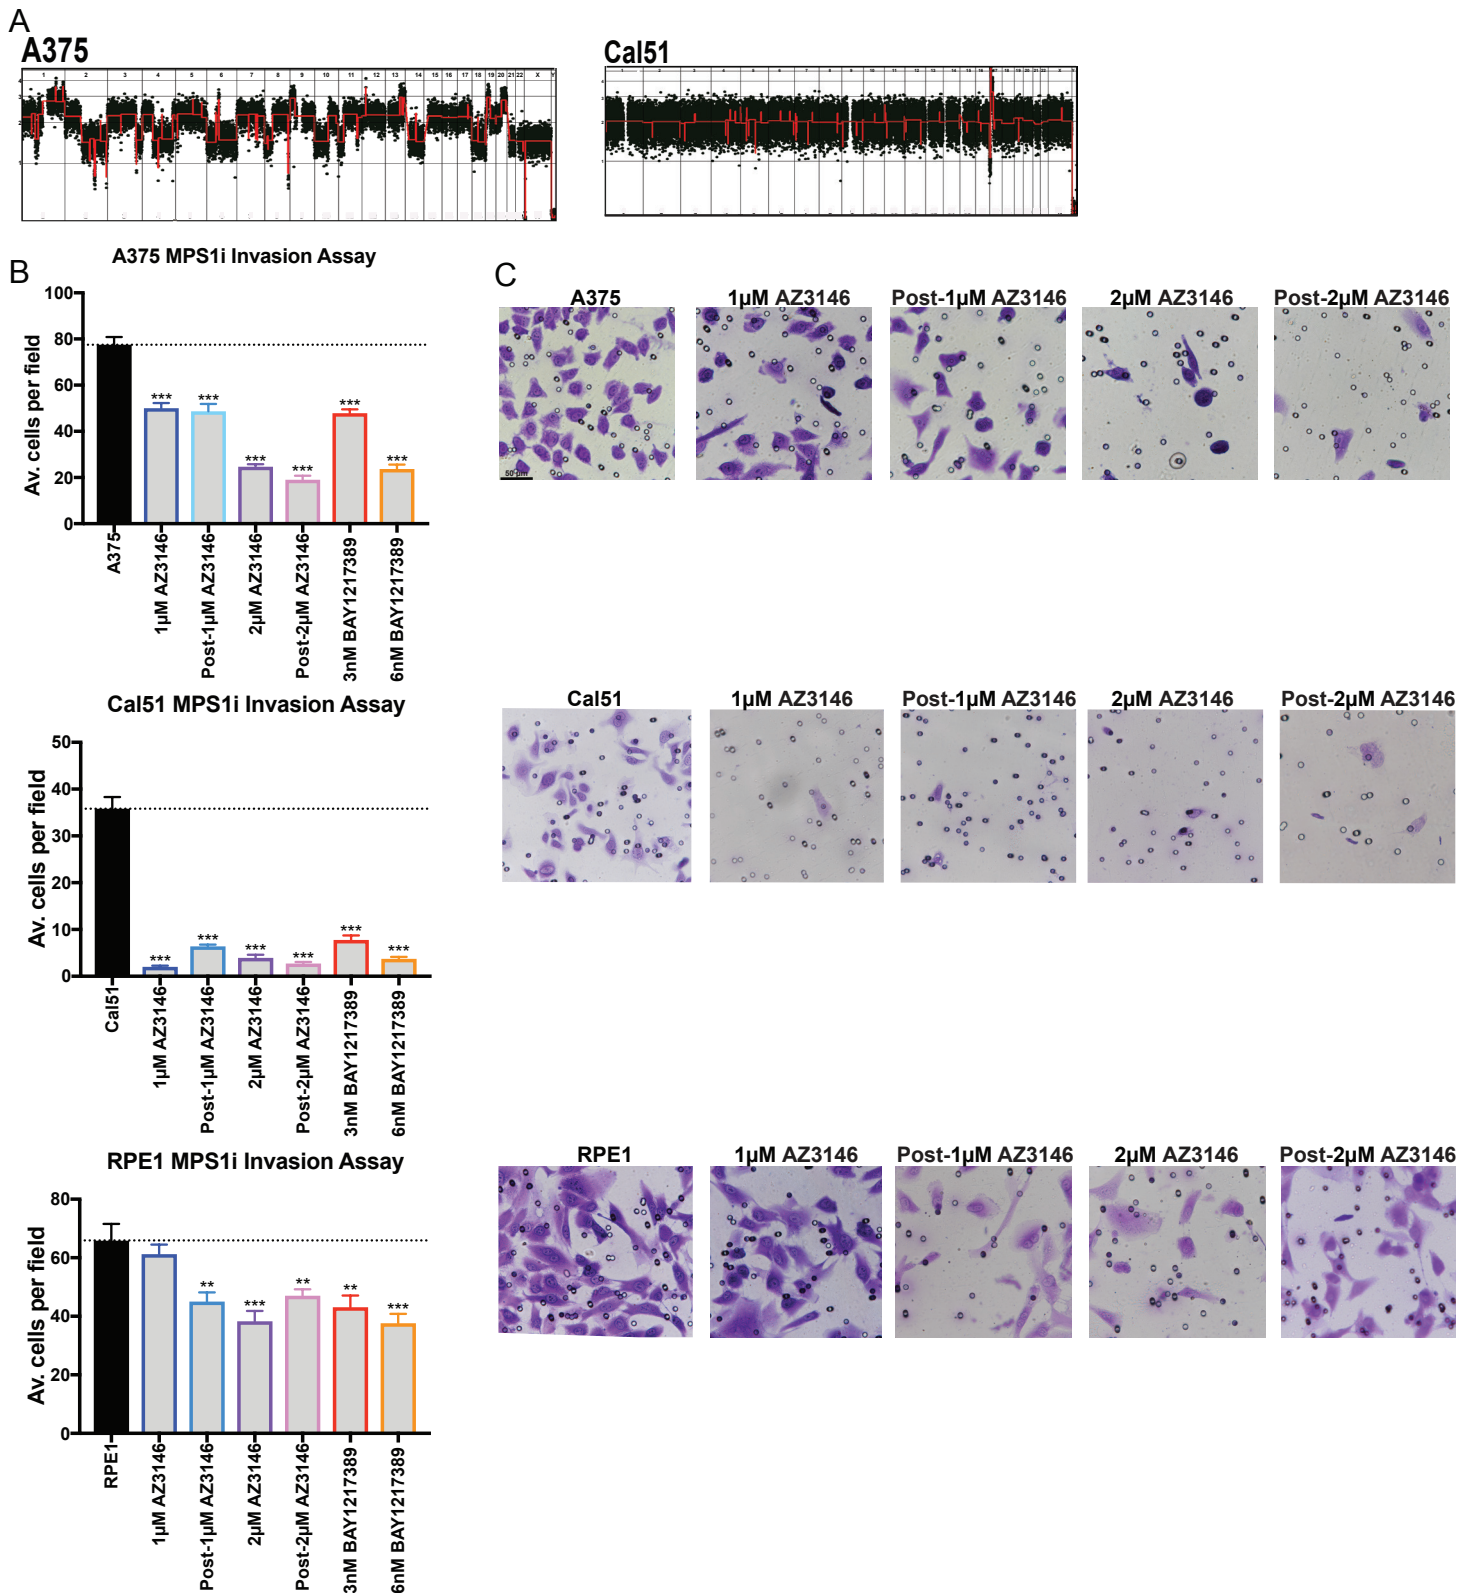 A
A375
Cal51
1 2 3 4 5 6 7 8 9 10 11 12 13 14 15 16 17 18 19 20 21 22 X Y
A375 MPS1i Invasion Assay
B
Av. cells per field
100
80
60
40
20
0
***
***
***
***
***
***
A375
1µM AZ3146
Post-1µM AZ3146
2µM AZ3146
Post-2µM AZ3146
3nM BAY1217389
6nM BAY1217389
C
A375
1µM AZ3146
Post-1µM AZ3146
2µM AZ3146
Post-2µM AZ3146
50 µm
Cal51 MPS1i Invasion Assay
Av. cells per field
50
40
30
20
10
0
***
***
***
***
***
***
Cal51
1µM AZ3146
Post-1µM AZ3146
2µM AZ3146
Post-2µM AZ3146
3nM BAY1217389
6nM BAY1217389
Cal51
1µM AZ3146
Post-1µM AZ3146
2µM AZ3146
Post-2µM AZ3146
RPE1 MPS1i Invasion Assay
Av. cells per field
80
60
40
20
0
**
***
**
**
***
RPE1
1µM AZ3146
Post-1µM AZ3146
2µM AZ3146
Post-2µM AZ3146
3nM BAY1217389
6nM BAY1217389
RPE1
1µM AZ3146
Post-1µM AZ3146
2µM AZ3146
Post-2µM AZ3146